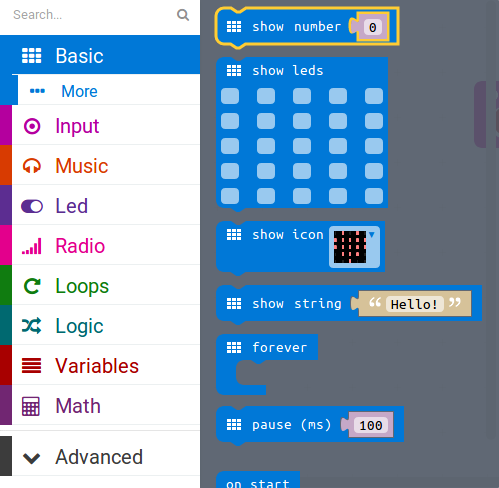 Search...
Basic
More
Input
Music
Led
Radio
Loops
Logic
Variables
Math
Advanced
show number 0
show leds
show icon
show string “ Hello! ”
forever
pause (ms) 100
on start